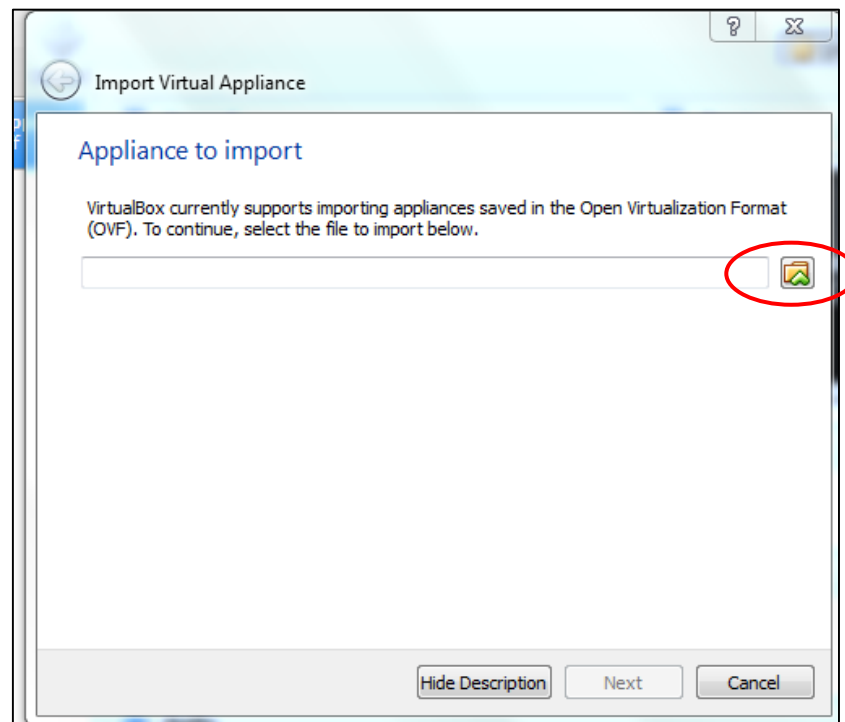 Import Virtual Appliance
Appliance to import
VirtualBox currently supports importing appliances saved in the Open Virtualization Format
(OVF). To continue, select the file to import below.
Hide Description Next Cancel